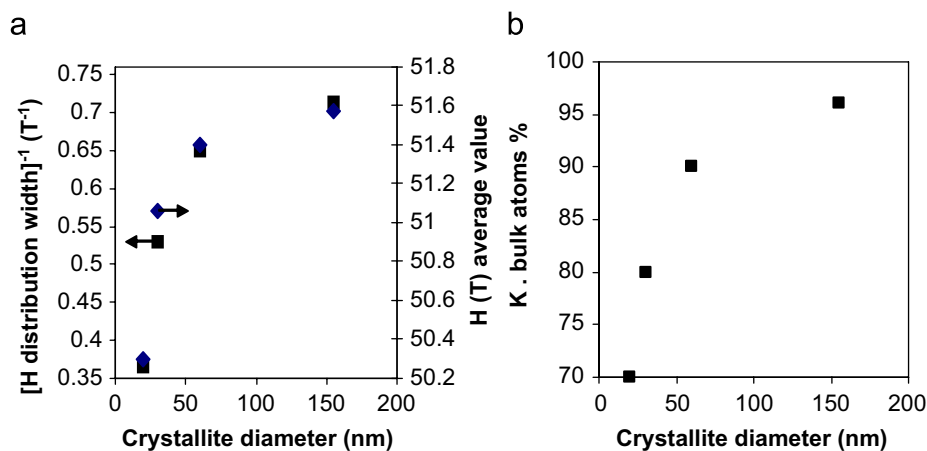 a
0.75
0.7
0.65
0.6
0.55
0.5
0.45
0.4
0.35
[H distribution width]-1 (T-1)
51.8
51.6
51.4
51.2
51
50.8
50.6
50.4
50.2
H (T) average value
0 50 100 150 200
Crystallite diameter (nm)
b
100
95
90
85
80
75
70
K . bulk atoms %
0 50 100 150 200
Crystallite diameter (nm)